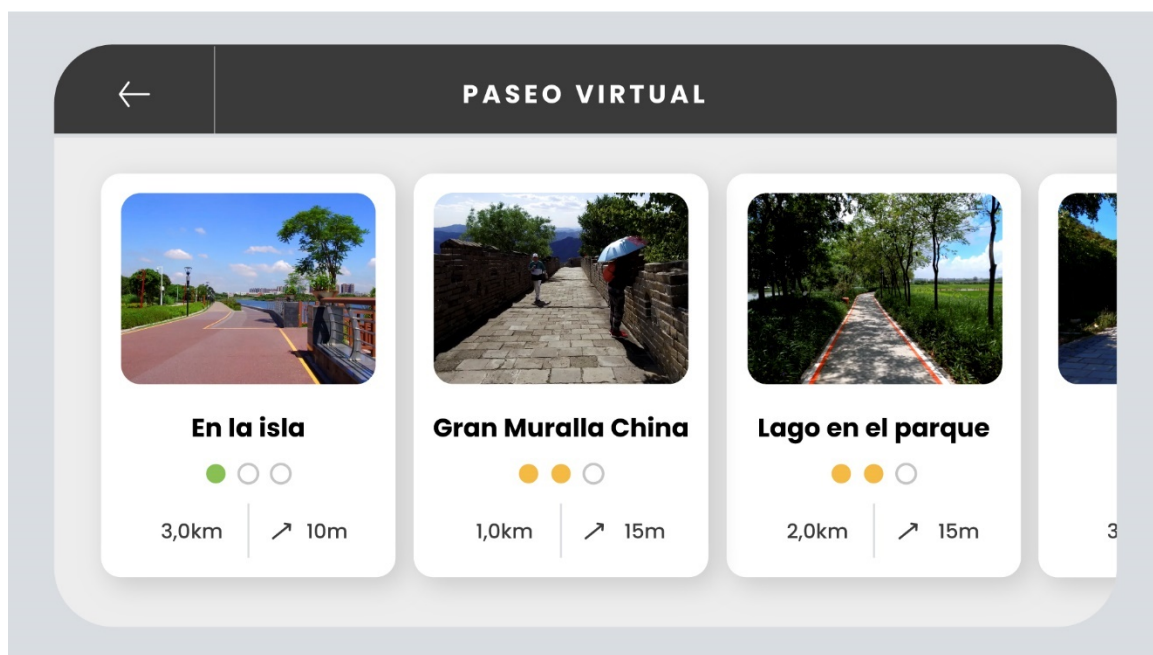 PASEO VIRTUAL
En la isla
3,0km
↗ 10m
Gran Muralla China
1,0km
↗ 15m
Lago en el parque
2,0km
↗ 15m
3